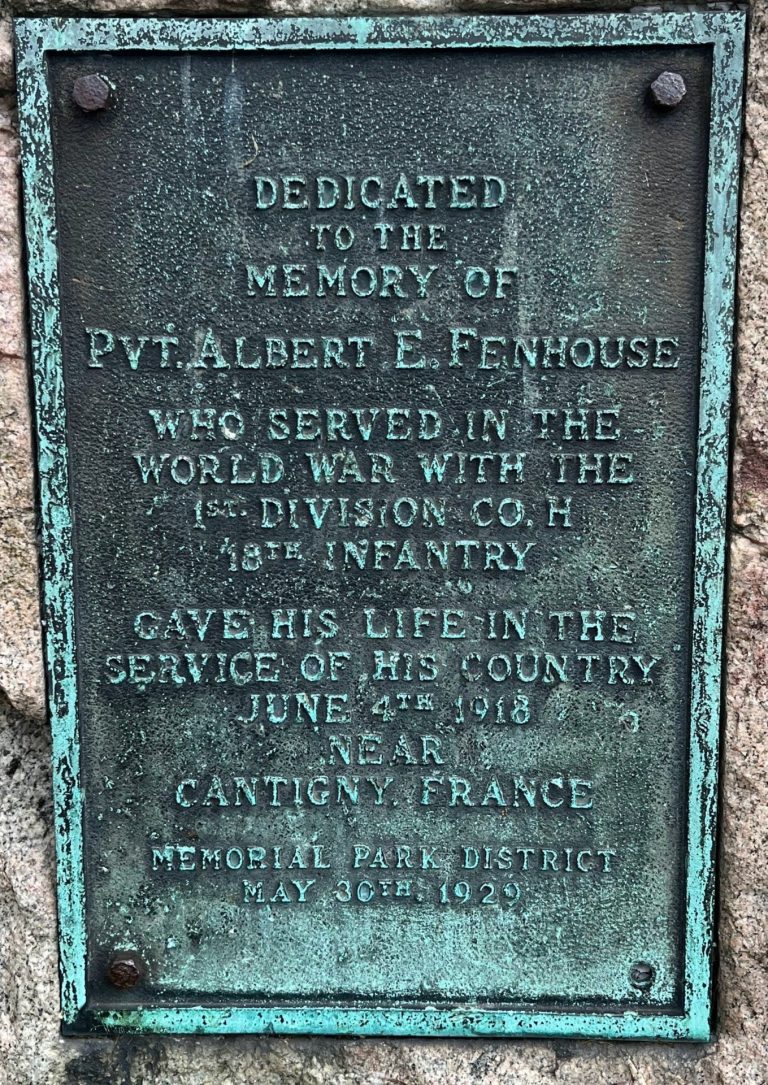 DEDICATED
TO THE
MEMORY OF
PVT. ALBERT E. FENHOUSE
WHO SERVED IN THE
WORLD WAR WITH THE
1ST. DIVISION CO. H
18TH. INFANTRY
GAVE HIS LIFE IN THE
SERVICE OF HIS COUNTRY
JUNE 4TH. 1918
NEAR
CANTIGNY. FRANCE
MEMORIAL PARK DISTRICT
MAY 30TH. 1929